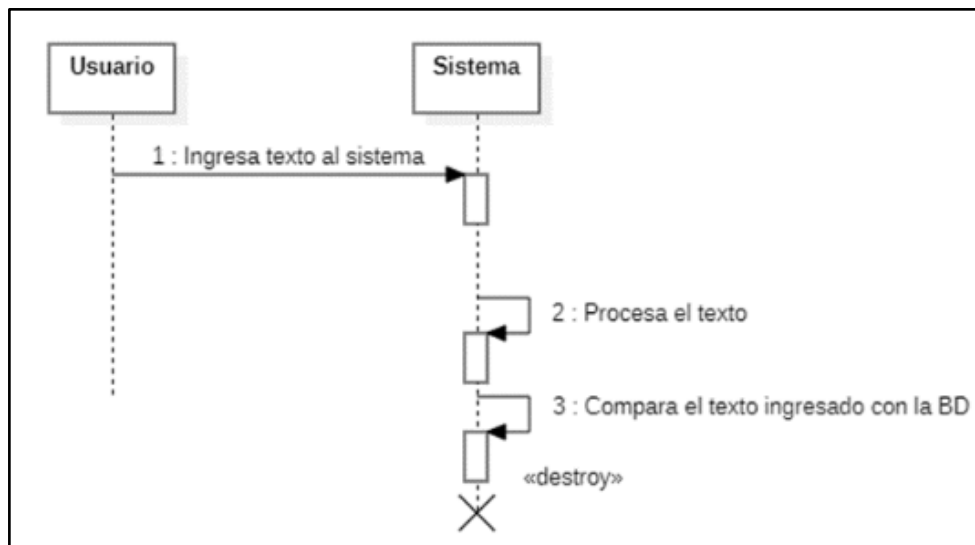 Usuario
Sistema
1 : Ingresa texto al sistema
2 : Procesa el texto
3 : Compara el texto ingresado con la BD
«destroy»